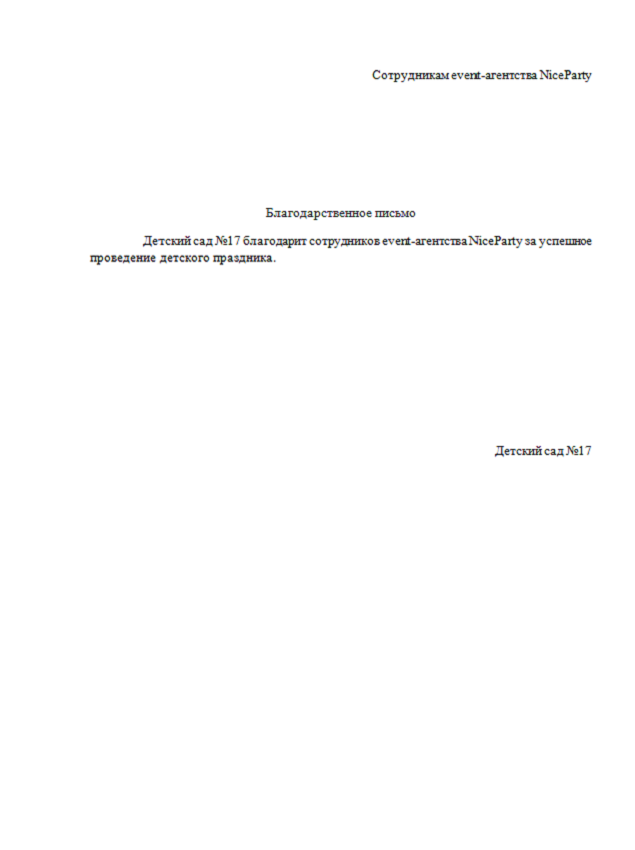 Сотрудникам event-агентства NiceParty
Благодарственное письмо
Детский сад №17 благодарит сотрудников event-агентства NiceParty за успешное
проведение детского праздника.
Детский сад №17